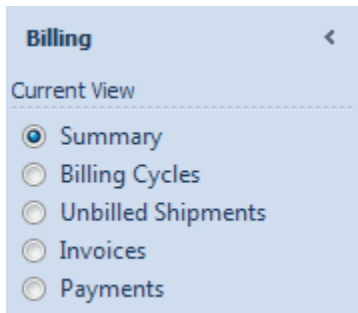 Billing
Current View
Summary
Billing Cycles
Unbilled Shipments
Invoices
Payments